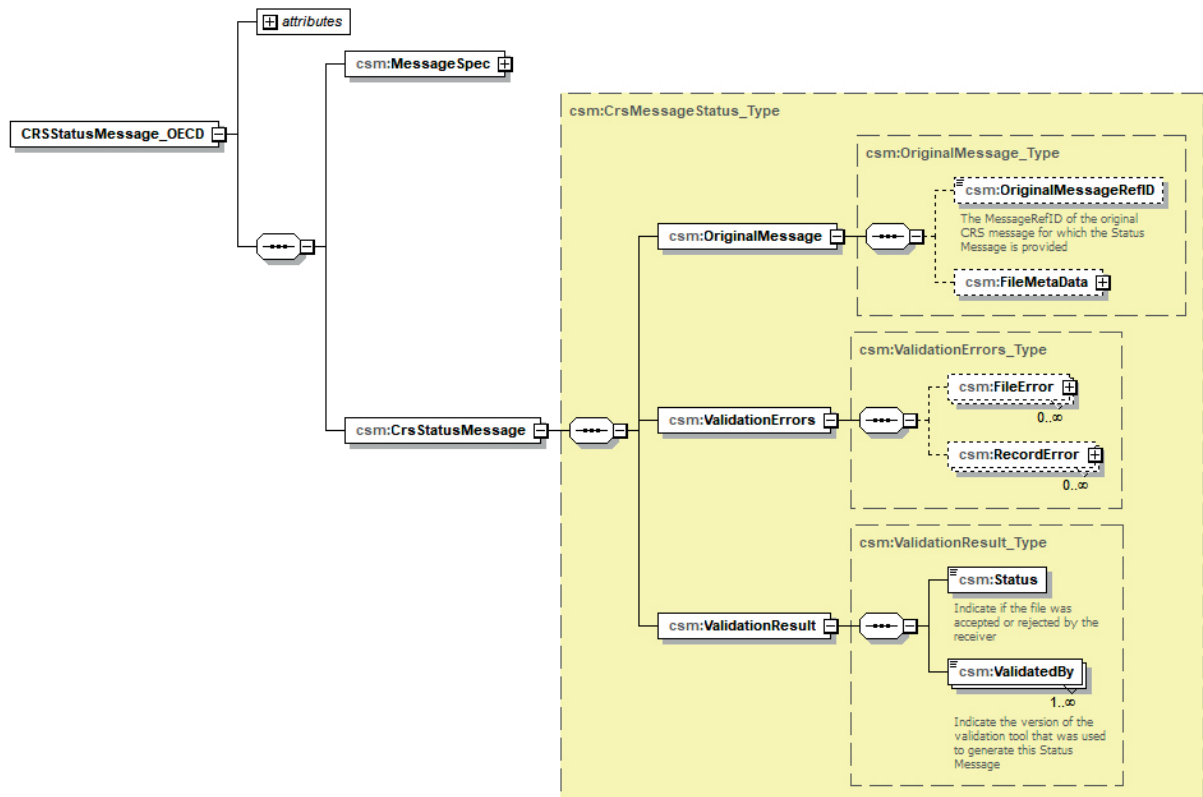 attributes
csm:MessageSpec
CRSStatusMessage_OECD
csm:CrsMessageStatus_Type
csm:OriginalMessage_Type
csm:OriginalMessageRefID
The MessageRefID of the original
CRS message for which the Status
Message is provided
csm:OriginalMessage
csm:FileMetaData
csm:ValidationErrors_Type
csm:FileError
0..∞
csm:CrsStatusMessage
csm:ValidationErrors
csm:RecordError
0..∞
csm:ValidationResult_Type
csm:Status
Indicate if the file was
accepted or rejected by the
receiver
csm:ValidationResult
csm:ValidatedBy
1..∞
Indicate the version of the
validation tool that was used
to generate this Status
Message